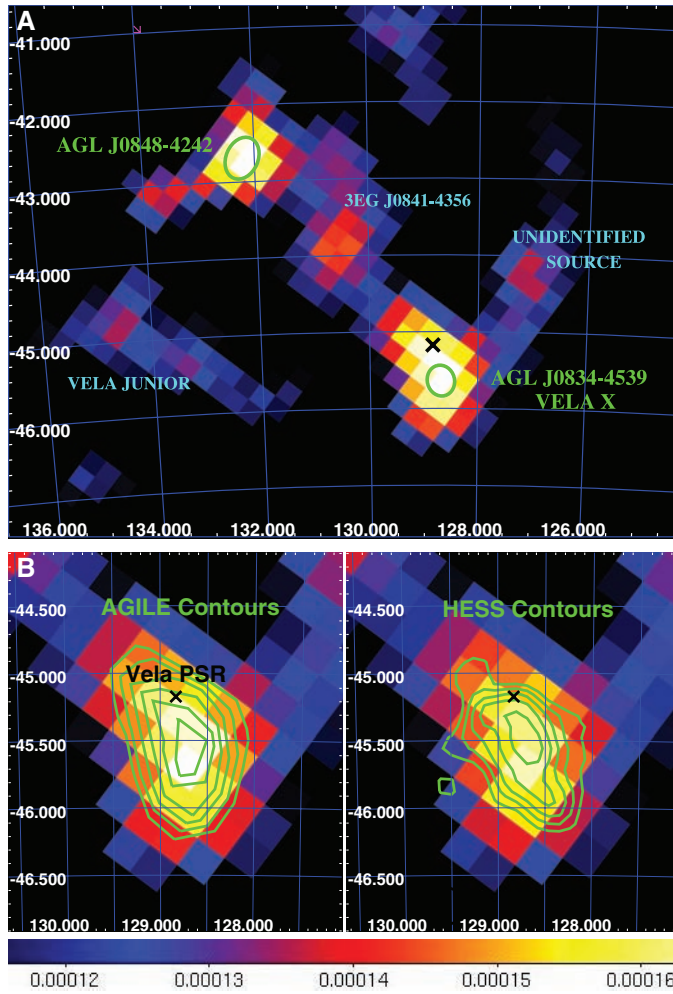 A
-41.000
-42.000
AGL J0848-4242
-43.000
3EG J0841-4356
UNIDENTIFIED
SOURCE
-44.000
-45.000
VELA JUNIOR
AGL J0834-4539
VELA X
-46.000
136.000 134.000 132.000 130.000 128.000 126.000
B
-44.500
AGILE Contours
Vela PSR
-45.000
-45.500
-46.000
-46.500
130.000 129.000 128.000
-44.500
HESS Contours
-45.000
-45.500
-46.000
-46.500
130.000 129.000 128.000
0.00012 0.00013 0.00014 0.00015 0.00016